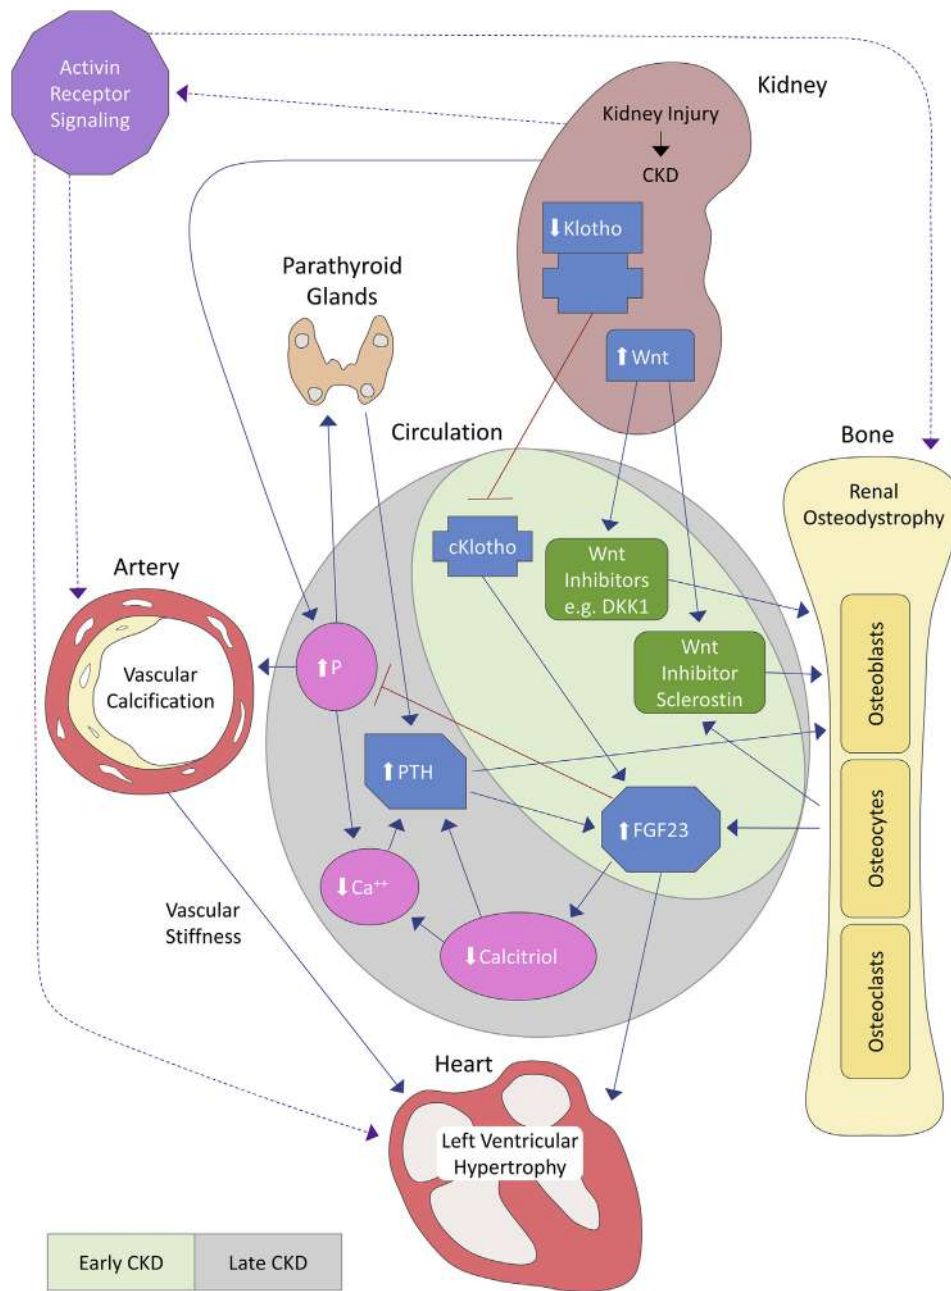 Activin
Receptor
Signaling
Kidney
Kidney Injury
CKD
⬇Klotho
⬆Wnt
Parathyroid
Glands
Circulation
Bone
Renal
Osteodystrophy
cKlotho
Wnt
Inhibitors
e.g. DKK1
Wnt
Inhibitor
Sclerostin
Artery
Vascular
Calcification
⬆P
⬆PTH
⬆FGF23
⬇Ca⁺⁺
⬇Calcitriol
Osteoblasts
Osteocytes
Osteoclasts
Vascular
Stiffness
Heart
Left Ventricular
Hypertrophy
Early CKD
Late CKD